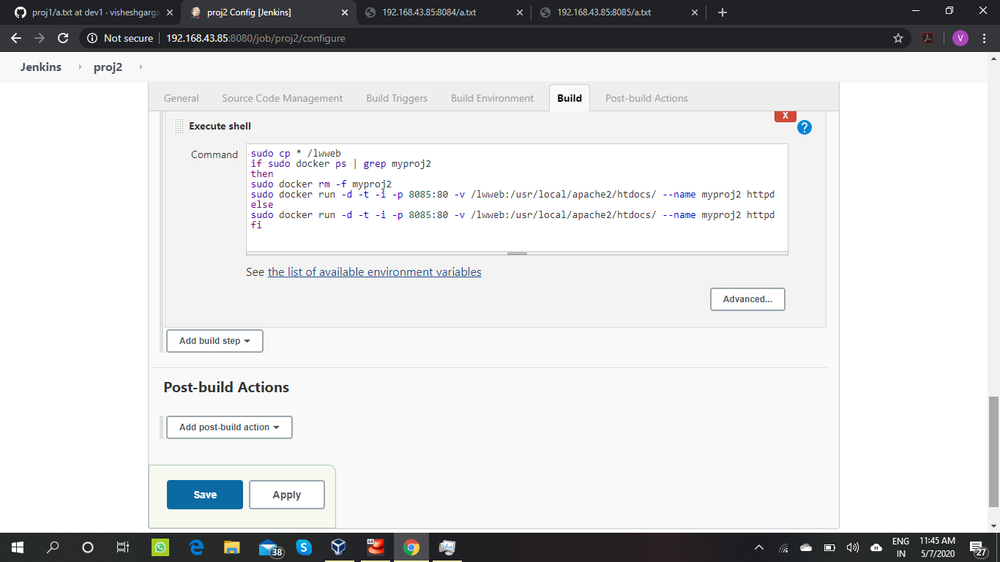 proj1/a.txt at dev1 · visheshgarga
proj2 Config [Jenkins]
192.168.43.85:8084/a.txt
192.168.43.85:8085/a.txt
Not secure
192.168.43.85:8080/job/proj2/configure
V
Jenkins
proj2
General
Source Code Management
Build Triggers
Build Environment
Build
Post-build Actions
Execute shell
X
?
Command
sudo cp * /lwweb
if sudo docker ps | grep myproj2
then
sudo docker rm -f myproj2
sudo docker run -d -t -i -p 8085:80 -v /lwweb:/usr/local/apache2/htdocs/ --name myproj2 httpd
else
sudo docker run -d -t -i -p 8085:80 -v /lwweb:/usr/local/apache2/htdocs/ --name myproj2 httpd
fi
See the list of available environment variables
Advanced...
Add build step
Post-build Actions
Add post-build action
Save
Apply
38
64
ENG
IN
11:45 AM
5/7/2020
27